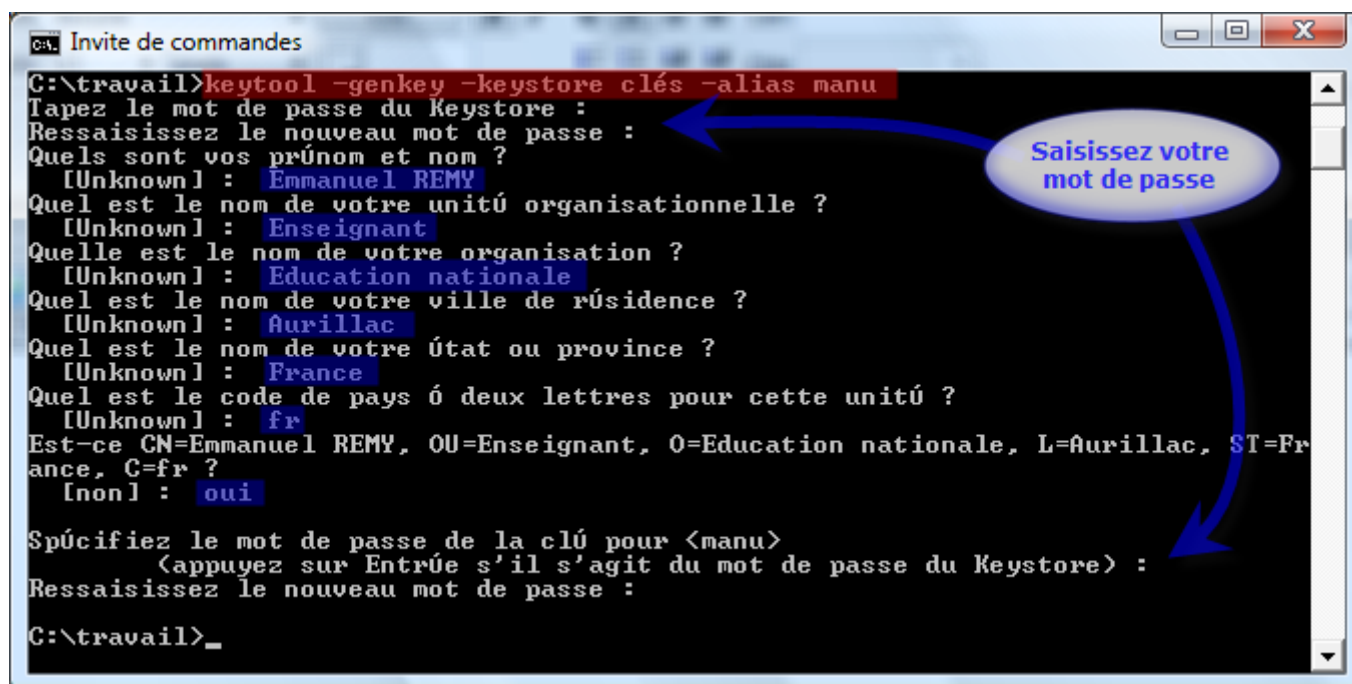 Invite de commandes
C:\travail>keytool -genkey -keystore clés -alias manu
Tapez le mot de passe du Keystore :
Ressaisissez le nouveau mot de passe :
Quels sont vos prÚnom et nom ?
[Unknown] : Emmanuel REMY
Quel est le nom de votre unitÚ organisationnelle ?
[Unknown] : Enseignant
Quelle est le nom de votre organisation ?
[Unknown] : Education nationale
Quel est le nom de votre ville de rÚsidence ?
[Unknown] : Aurillac
Quel est le nom de votre Útat ou province ?
[Unknown] : France
Quel est le code de pays Ó deux lettres pour cette unitÚ ?
[Unknown] : fr
Est-ce CN=Emmanuel REMY, OU=Enseignant, O=Education nationale, L=Aurillac, ST=Fr
ance, C=fr ?
[non] : oui
SpÚcifiez le mot de passe de la clÚ pour <manu>
(appuyez sur EntrÚe s'il s'agit du mot de passe du Keystore) :
Ressaisissez le nouveau mot de passe :
C:\travail>_
Saisissez votre
mot de passe